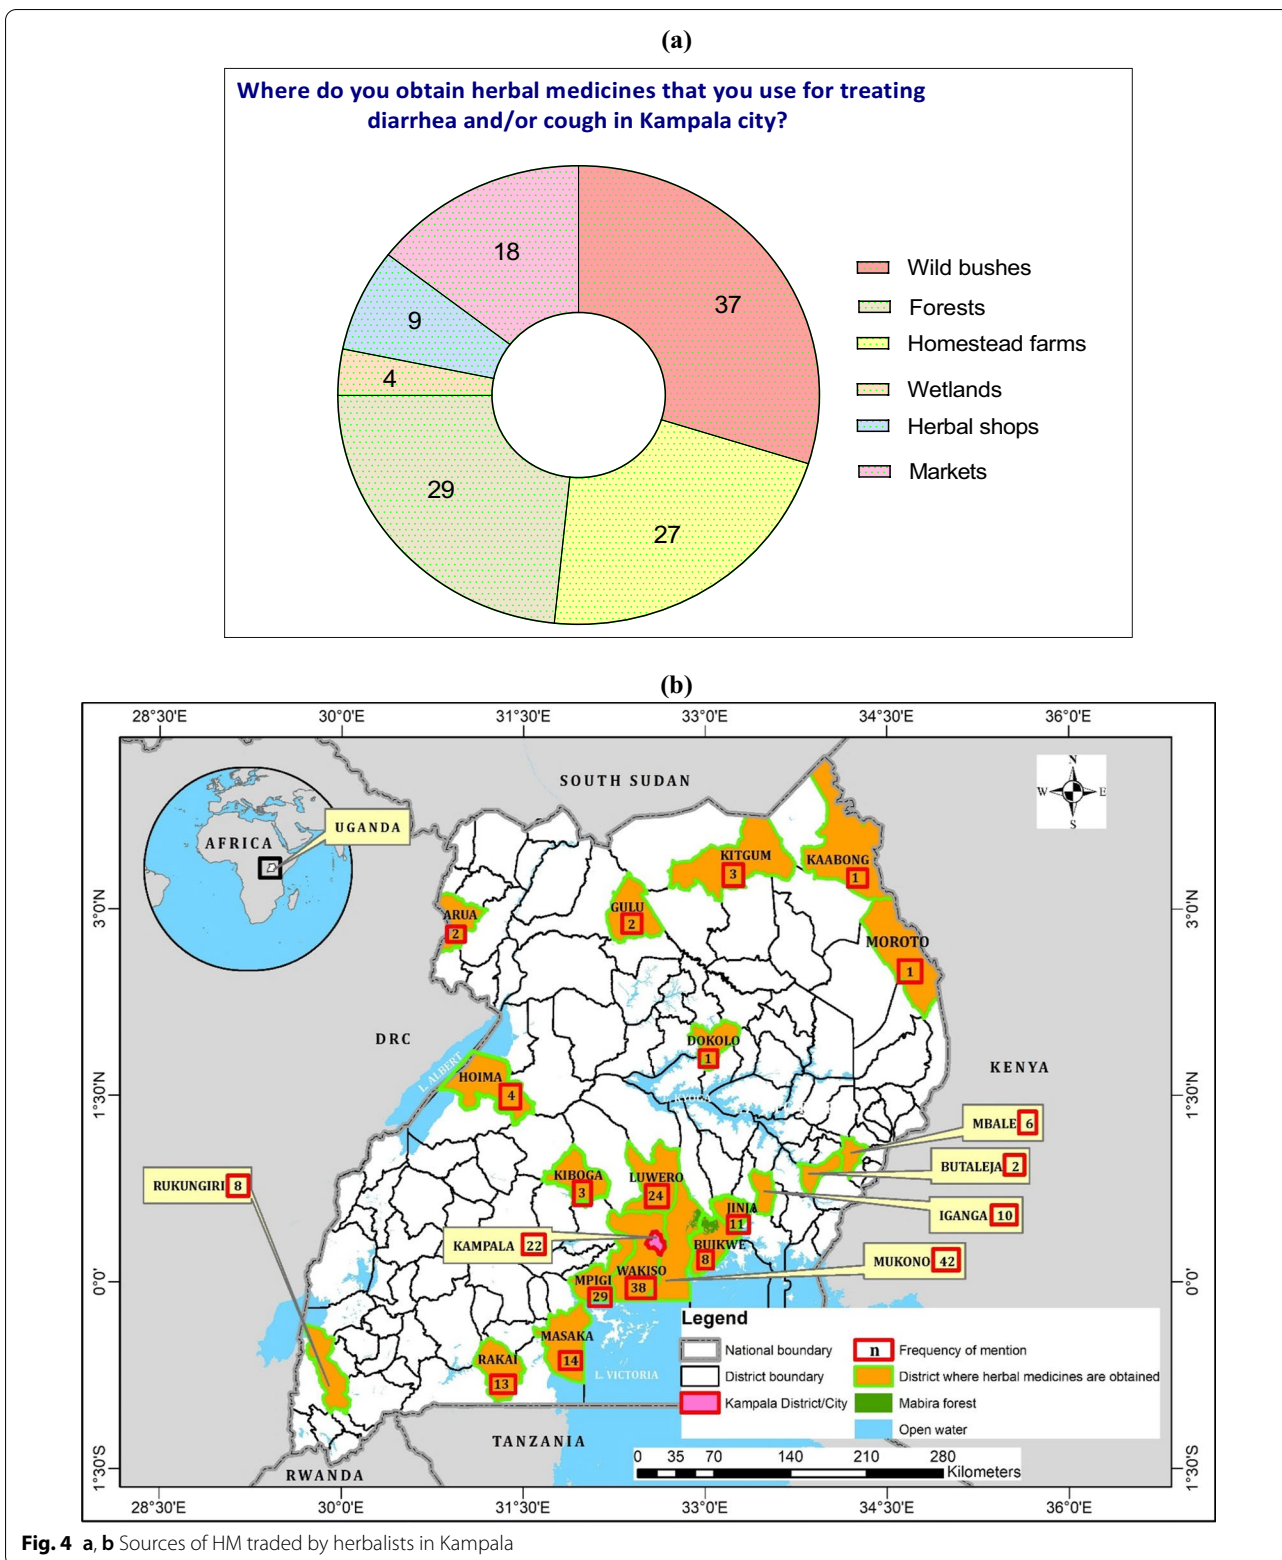 (a)
Where do you obtain herbal medicines that you use for treating
diarrhea and/or cough in Kampala city?
18
37
9
4
29
27
Wild bushes
Forests
Homestead farms
Wetlands
Herbal shops
Markets
(b)
28°30'E 30°0'E 31°30'E 33°0'E 34°30'E 36°0'E
SOUTH SUDAN
N
W E
S
UGANDA
AFRICA
KITGUM
3
KAABONG
1
3°0'N
3°0'N
ARUA
2
GULU
2
MOROTO
1
DRC
DOKOLO
1
L. ALBERT
HOIMA
4
KENYA
1°30'N
1°30'N
MBALE 6
BUTALEJA 2
RUKUNGIRI 8
KIBOGA
3
LUWERO
24
JINJA
11
IGANGA 10
KAMPALA 22
BUIKWE
8
MUKONO 42
0°0'
0°0'
MPIGI
29
WAKISO
38
MASAKA
14
RAKAI
13
L. VICTORIA
Legend
National boundary
District boundary
Kampala District/City
n Frequency of mention
District where herbal medicines are obtained
Mabira forest
Open water
TANZANIA
RWANDA
0 35 70 140 210 280
Kilometers
1°30'S
1°30'S
28°30'E 30°0'E 31°30'E 33°0'E 34°30'E 36°0'E
Fig. 4 a, b Sources of HM traded by herbalists in Kampala